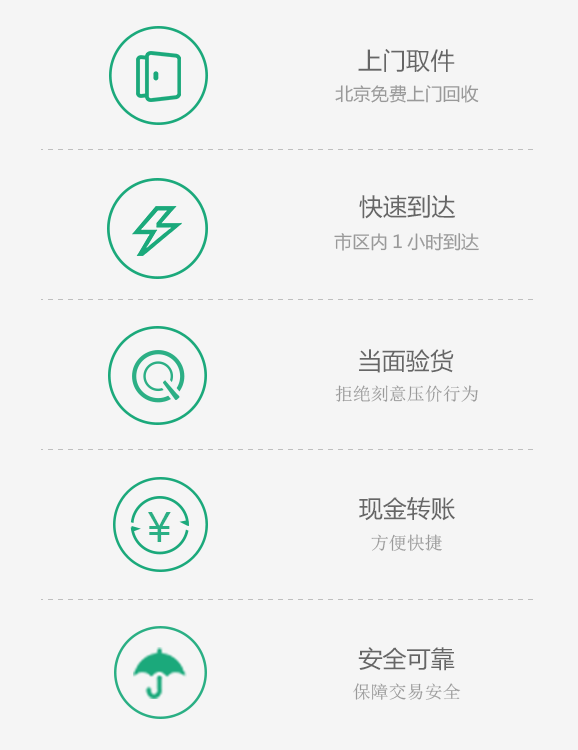 上门取件
北京免费上门回收
快速到达
市区内 1 小时到达
当面验货
拒绝刻意压价行为
¥
现金转账
方便快捷
安全可靠
保障交易安全